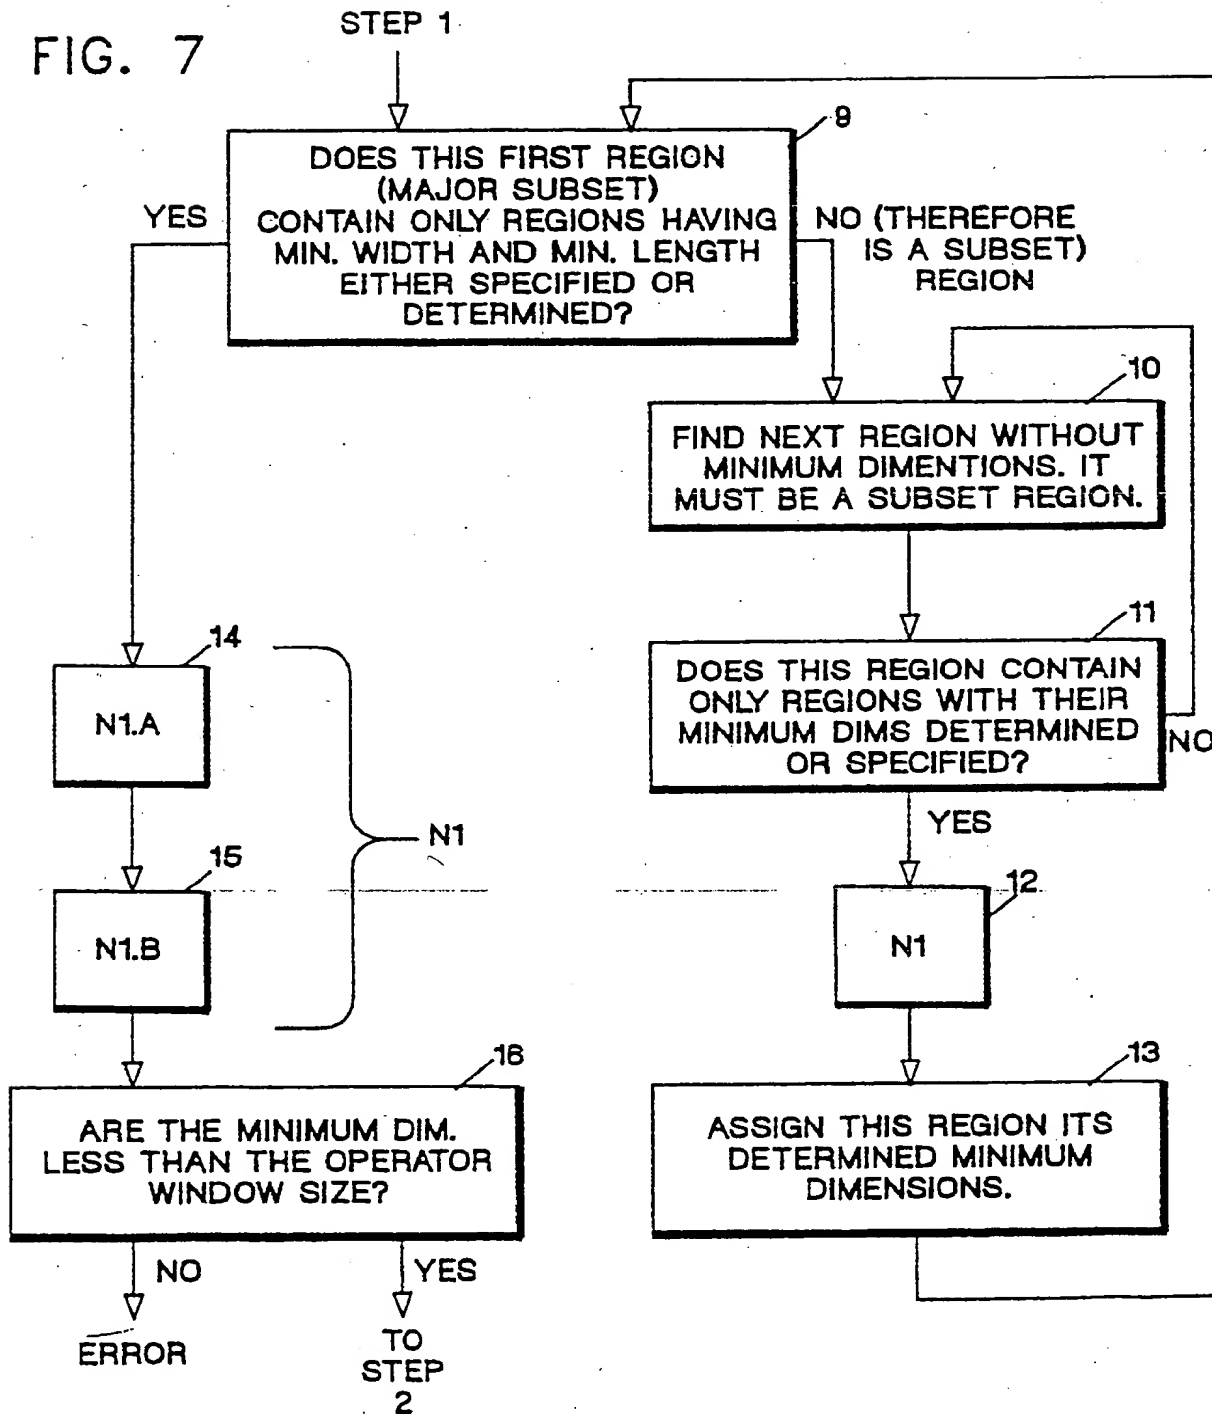 FIG. 7
STEP 1
9
DOES THIS FIRST REGION
(MAJOR SUBSET)
CONTAIN ONLY REGIONS HAVING
MIN. WIDTH AND MIN. LENGTH
EITHER SPECIFIED OR
DETERMINED?
YES
NO (THEREFORE
IS A SUBSET)
REGION
10
FIND NEXT REGION WITHOUT
MINIMUM DIMENTIONS. IT
MUST BE A SUBSET REGION.
11
DOES THIS REGION CONTAIN
ONLY REGIONS WITH THEIR
MINIMUM DIMS DETERMINED
OR SPECIFIED?
NO
YES
12
N1
13
ASSIGN THIS REGION ITS
DETERMINED MINIMUM
DIMENSIONS.
14
N1.A
15
N1.B
N1
16
ARE THE MINIMUM DIM.
LESS THAN THE OPERATOR
WINDOW SIZE?
NO
YES
ERROR
TO
STEP
2